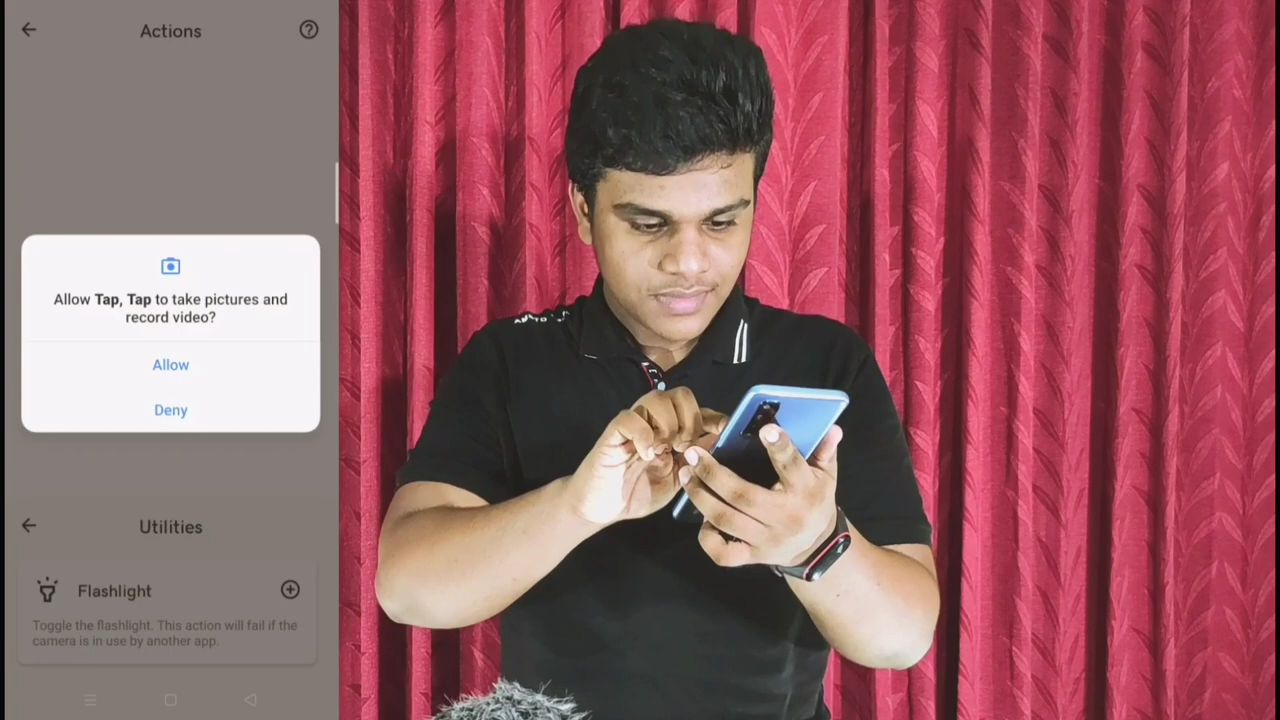 Actions
Allow Tap, Tap to take pictures and
record video?
Allow
Deny
Utilities
Flashlight
Toggle the flashlight. This action will fail if the
camera is in use by another app.